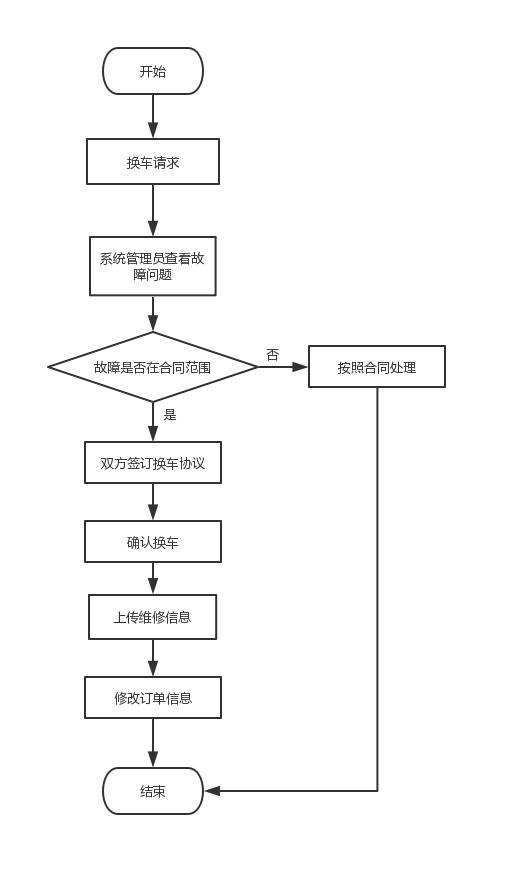 开始
换车请求
系统管理员查看故
障问题
故障是否在合同范围
否
按照合同处理
是
双方签订换车协议
确认换车
上传维修信息
修改订单信息
结束